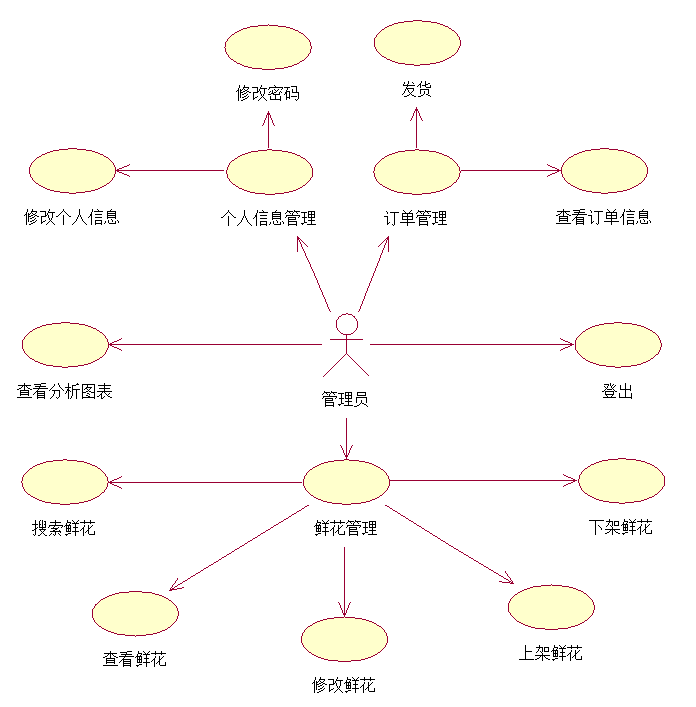 修改密码
发货
修改个人信息
个人信息管理
订单管理
查看订单信息
查看分析图表
管理员
登出
搜索鲜花
鲜花管理
下架鲜花
查看鲜花
修改鲜花
上架鲜花